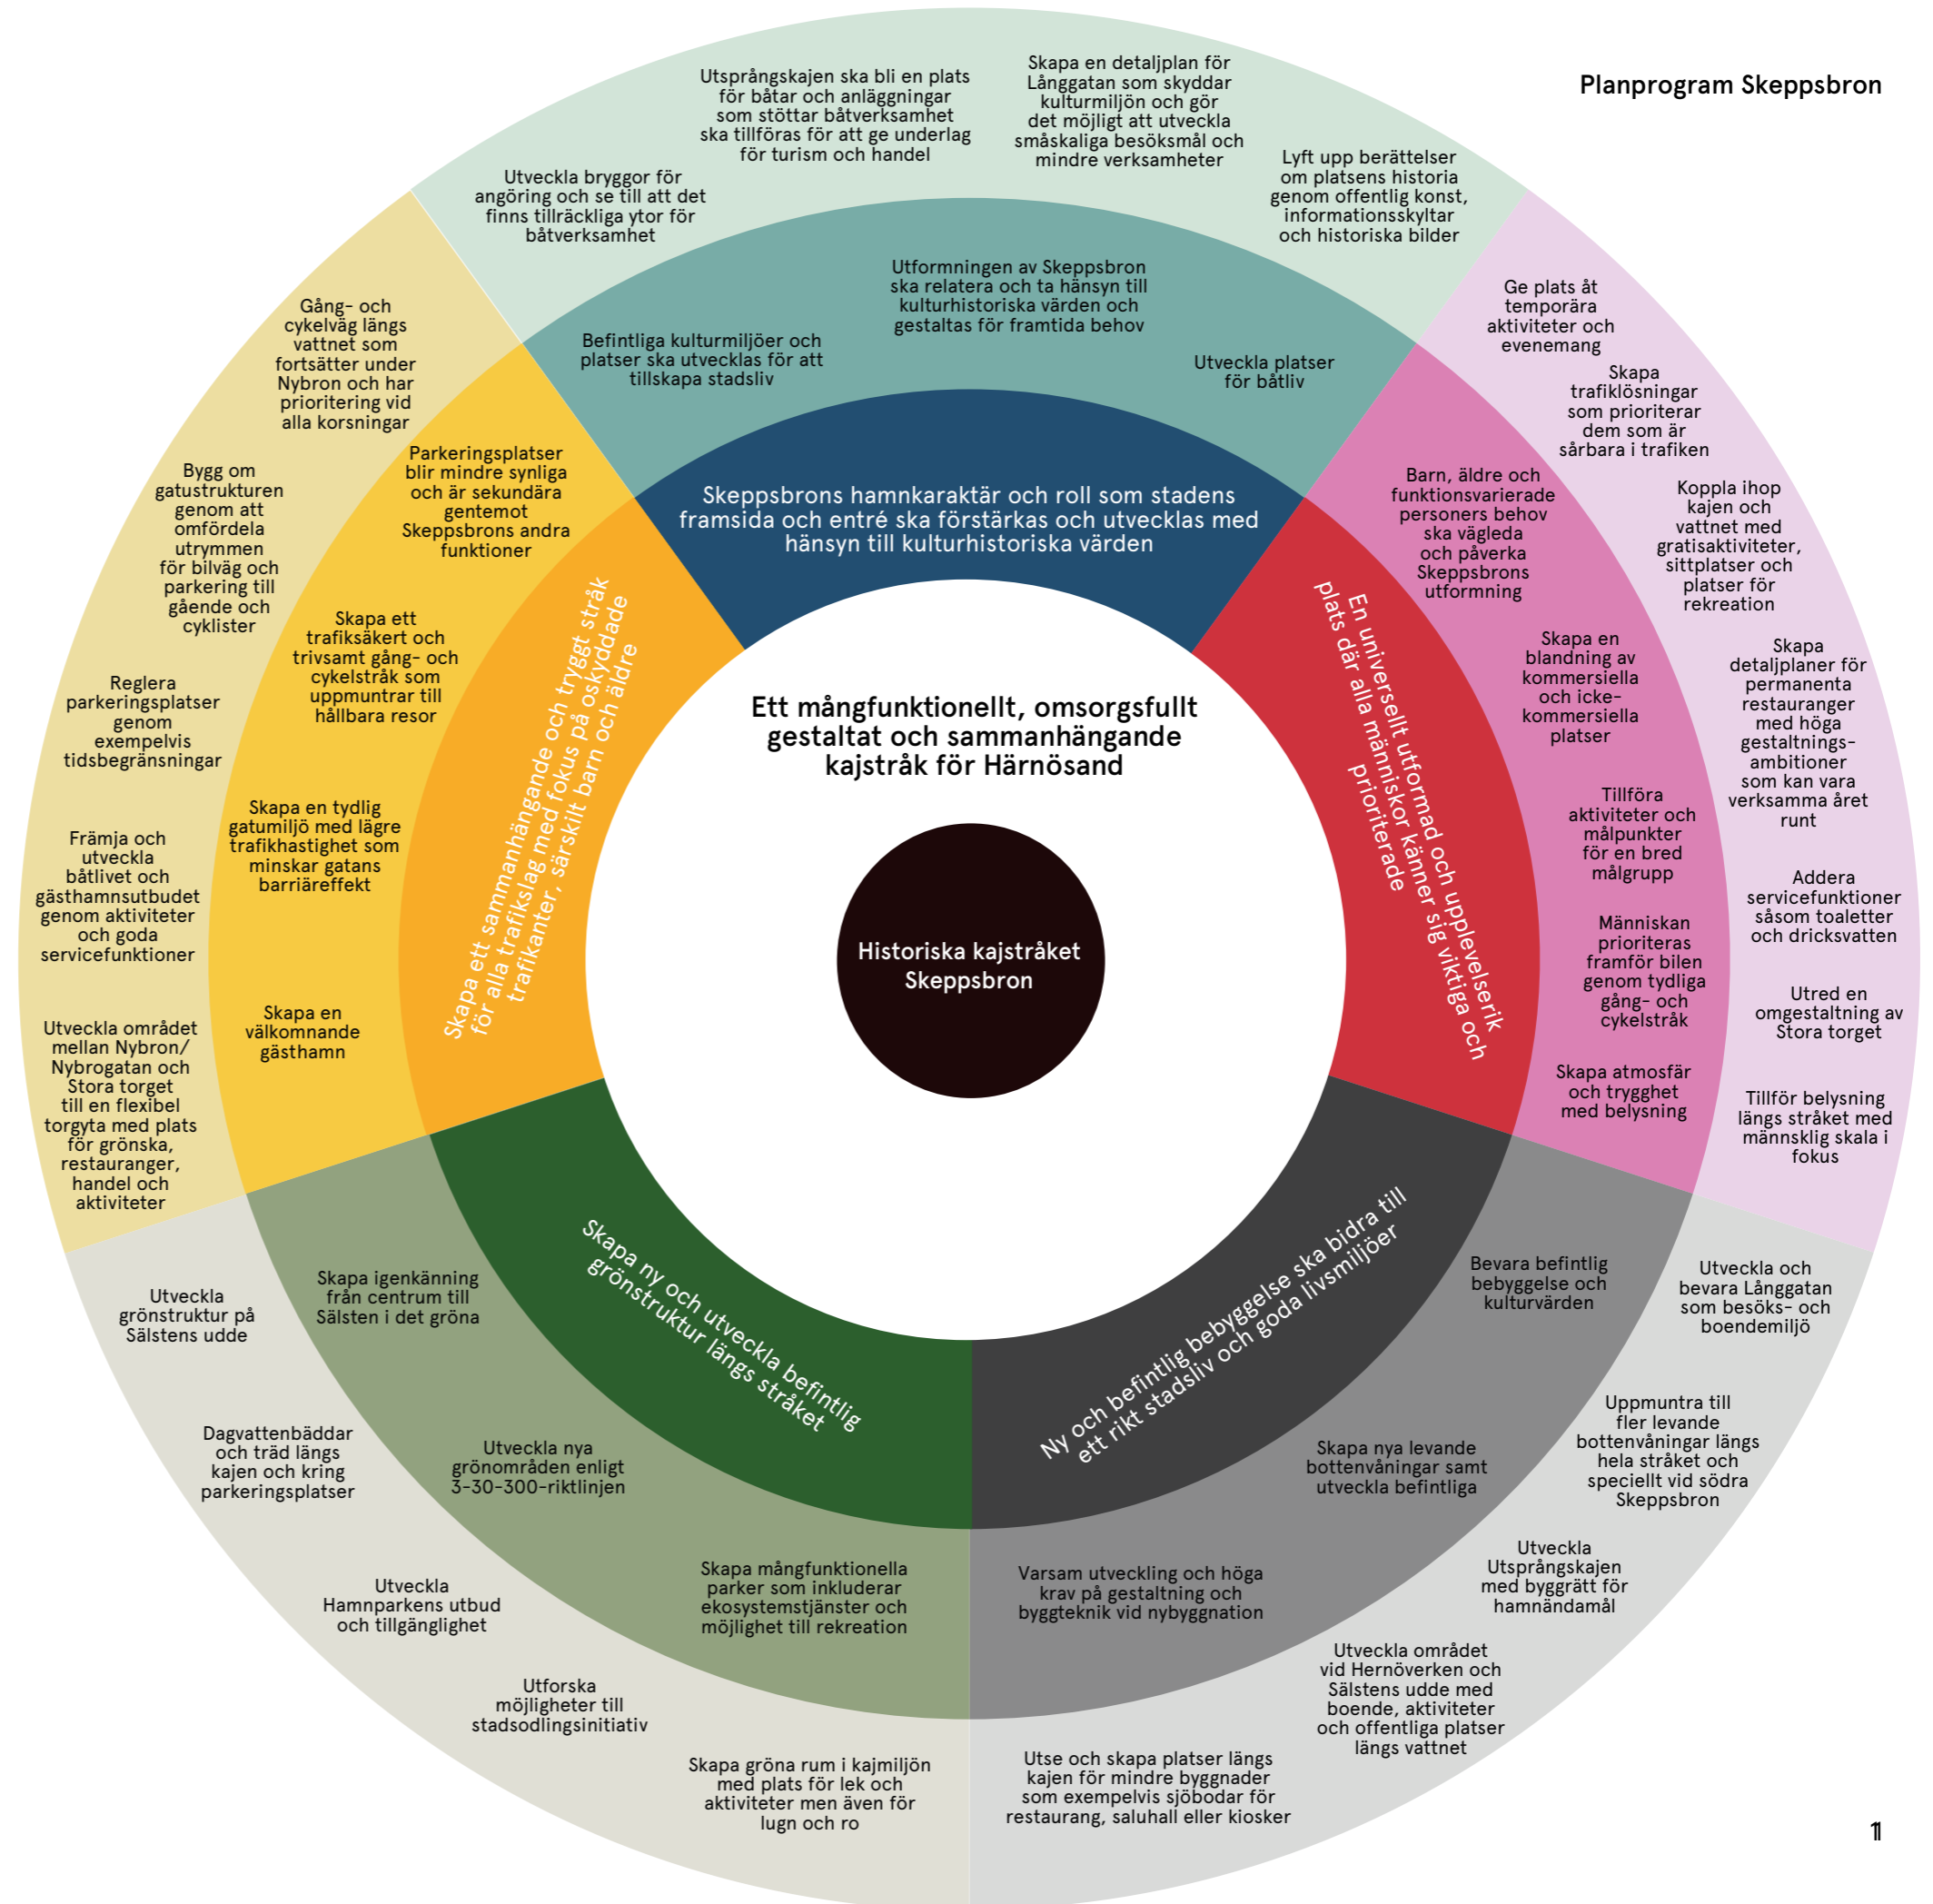 Planprogram Skeppsbron
Historiska kajstråket
Skeppsbron
Ett mångfunktionellt, omsorgsfullt
gestaltat och sammanhängande
kajstråk för Härnösand
Skeppsbrons hamnkaraktär och roll som stadens
framsida och entré ska förstärkas och utvecklas med
hänsyn till kulturhistoriska värden
Befintliga kulturmiljöer och
platser ska utvecklas för att
tillskapa stadsliv
Utformningen av Skeppsbron
ska relatera och ta hänsyn till
kulturhistoriska värden och
gestaltas för framtida behov
Utveckla platser
för båtliv
Utveckla bryggor för
angöring och se till att det
finns tillräckliga ytor för
båtverksamhet
Utsprångskajen ska bli en plats
för båtar och anläggningar
som stöttar båtverksamhet
ska tillföras för att ge underlag
för turism och handel
Skapa en detaljplan för
Långgatan som skyddar
kulturmiljön och gör
det möjligt att utveckla
småskaliga besöksmål och
mindre verksamheter
Lyft upp berättelser
om platsens historia
genom offentlig konst,
informationsskyltar
och historiska bilder
En universellt utformad och upplevelserik
plats där alla människor känner sig viktiga och
prioriterade
Barn, äldre och
funktionsvarierade
personers behov
ska vägleda
och påverka
Skeppsbrons
utformning
Skapa en
blandning av
kommersiella
och icke-
kommersiella
platser
Tillföra
aktiviteter och
målpunkter
för en bred
målgrupp
Människan
prioriteras
framför bilen
genom tydliga
gång- och
cykelstråk
Skapa atmosfär
och trygghet
med belysning
Ge plats åt
temporära
aktiviteter och
evenemang
Skapa
trafiklösningar
som prioriterar
dem som är
sårbara i trafiken
Koppla ihop
kajen och
vattnet med
gratisaktiviteter,
sittplatser och
platser för
rekreation
Skapa
detaljplaner för
permanenta
restauranger
med höga
gestaltnings-
ambitioner
som kan vara
verksamma året
runt
Addera
servicefunktioner
såsom toaletter
och dricksvatten
Utred en
omgestaltning av
Stora torget
Tillför belysning
längs stråket med
männsklig skala i
fokus
Ny och befintlig bebyggelse ska bidra till
ett rikt stadsliv och goda livsmiljöer
Bevara befintlig
bebyggelse och
kulturvärden
Skapa nya levande
bottenvåningar samt
utveckla befintliga
Varsam utveckling och höga
krav på gestaltning och
byggteknik vid nybyggnation
Utveckla och
bevara Långgatan
som besöks- och
boendemiljö
Uppmuntra till
fler levande
bottenvåningar längs
hela stråket och
speciellt vid södra
Skeppsbron
Utveckla
Utsprångskajen
med byggrätt för
hamnändamål
Utveckla området
vid Hernöverken och
Sälstens udde med
boende, aktiviteter
och offentliga platser
längs vattnet
Utse och skapa platser längs
kajen för mindre byggnader
som exempelvis sjöbodar för
restaurang, saluhall eller kiosker
Skapa ny och utveckla befintlig
grönstruktur längs stråket
Skapa igenkänning
från centrum till
Sälsten i det gröna
Utveckla nya
grönområden enligt
3-30-300-riktlinjen
Skapa mångfunktionella
parker som inkluderar
ekosystemstjänster och
möjlighet till rekreation
Utveckla
grönstruktur på
Sälstens udde
Dagvattenbäddar
och träd längs
kajen och kring
parkeringsplatser
Utveckla
Hamnparkens utbud
och tillgänglighet
Utforska
möjligheter till
stadsodlingsinitiativ
Skapa gröna rum i kajmiljön
med plats för lek och
aktiviteter men även för
lugn och ro
Skapa ett sammanhängande och tryggt stråk
för alla trafikslag med fokus på oskyddade
trafikanter, särskilt barn och äldre
Parkeringsplatser
blir mindre synliga
och är sekundära
gentemot
Skeppsbrons andra
funktioner
Skapa ett
trafiksäkert och
trivsamt gång- och
cykelstråk som
uppmuntrar till
hållbara resor
Skapa en tydlig
gatumiljö med lägre
trafikhastighet som
minskar gatans
barriäreffekt
Skapa en
välkomnande
gästhamn
Gång- och
cykelväg längs
vattnet som
fortsätter under
Nybron och har
prioritering vid
alla korsningar
Bygg om
gatustrukturen
genom att
omfördela
utrymmen
för bilväg och
parkering till
gående och
cyklister
Reglera
parkeringsplatser
genom
exempelvis
tidsbegränsningar
Främja och
utveckla
båtlivet och
gästhamnsutbudet
genom aktiviteter
och goda
servicefunktioner
Utveckla området
mellan Nybron/
Nybrogatan och
Stora torget
till en flexibel
torgyta med plats
för grönska,
restauranger,
handel och
aktiviteter